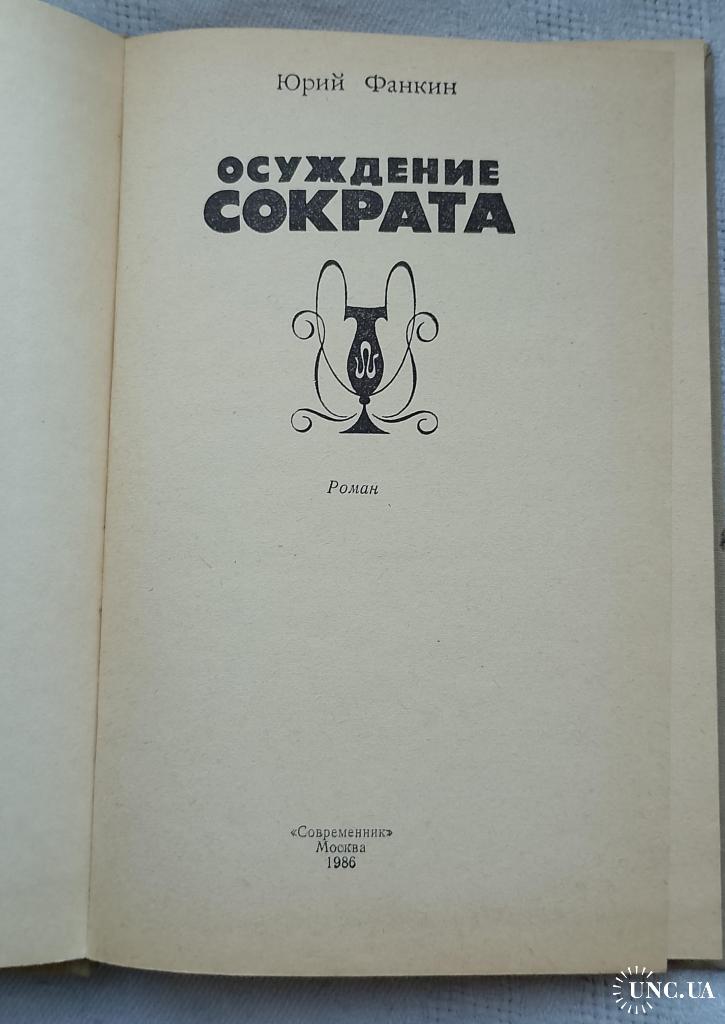 Юрий Фанкин
ОСУЖДЕНИЕ
СОКРАТА
Роман
«Современник»
Москва
1986
UNC.UA